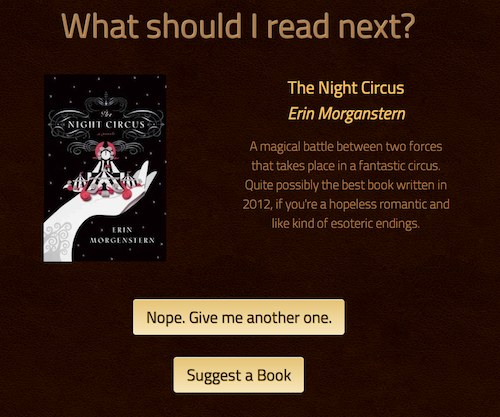 What should I read next?
The
NIGHT CIRCUS
a novel
ERIN
MORGENSTERN
The Night Circus
Erin Morganstern
A magical battle between two forces
that takes place in a fantastic circus.
Quite possibly the best book written in
2012, if you're a hopeless romantic and
like kind of esoteric endings.
Nope. Give me another one.
Suggest a Book